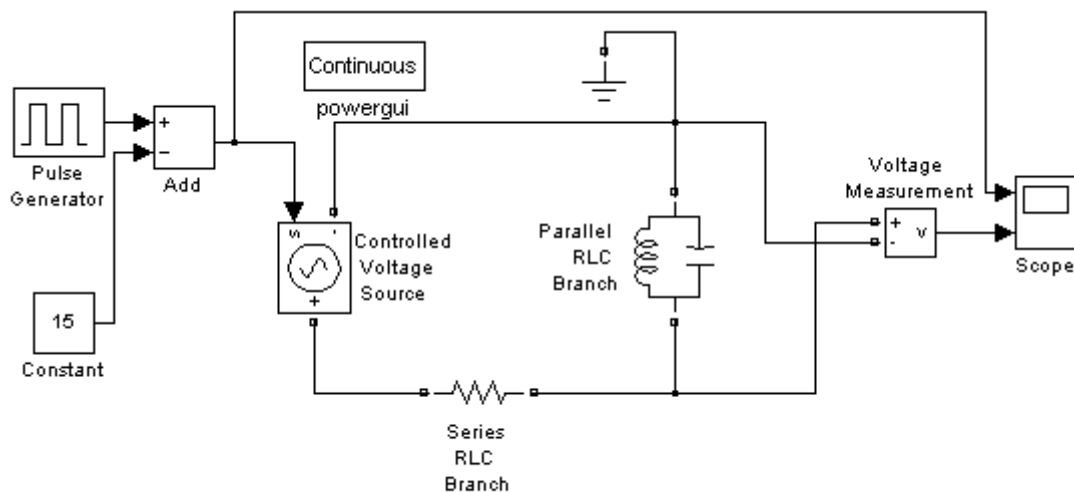 Continuous
powergui
+
−
Pulse
Generator
Add
Voltage
Measurement
s
-
Controlled
Voltage
Source
+
Parallel
RLC
Branch
+
-
v
Scope
15
Constant
Series
RLC
Branch